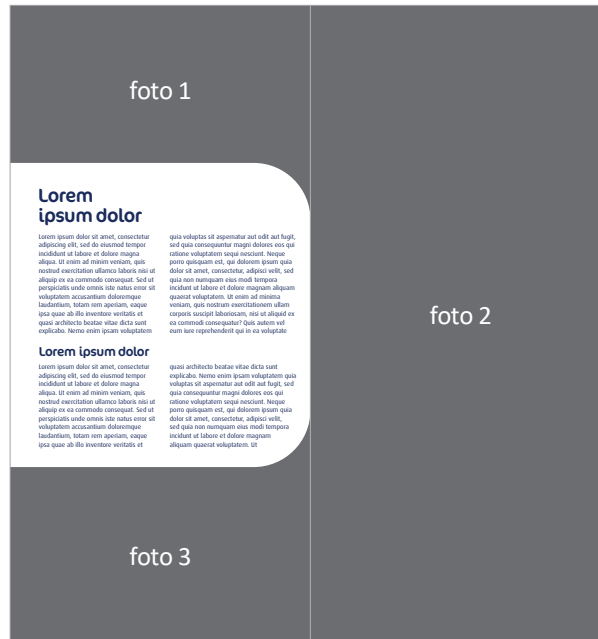 foto 1
Lorem
ipsum dolor
Lorem ipsum dolor sit amet, consectetur
adipiscing elit, sed do eiusmod tempor
incididunt ut labore et dolore magna
aliqua. Ut enim ad minim veniam, quis
nostrud exercitation ullamco laboris nisi ut
aliquip ex ea commodo consequat. Sed ut
perspiciatis unde omnis iste natus error sit
voluptatem accusantium doloremque
laudantium, totam rem aperiam, eaque
ipsa quae ab illo inventore veritatis et
quasi architecto beatae vitae dicta sunt
explicabo. Nemo enim ipsam voluptatem
quia voluptas sit aspernatur aut odit aut fugit,
sed quia consequuntur magni dolores eos qui
ratione voluptatem sequi nesciunt. Neque
porro quisquam est, qui dolorem ipsum quia
dolor sit amet, consectetur, adipisci velit, sed
quia non numquam eius modi tempora
incidunt ut labore et dolore magnam aliquam
quaerat voluptatem. Ut enim ad minima
veniam, quis nostrum exercitationem ullam
corporis suscipit laboriosam, nisi ut aliquid ex
ea commodi consequatur? Quis autem vel
eum iure reprehenderit qui in ea voluptate
Lorem ipsum dolor
Lorem ipsum dolor sit amet, consectetur
adipiscing elit, sed do eiusmod tempor
incididunt ut labore et dolore magna
aliqua. Ut enim ad minim veniam, quis
nostrud exercitation ullamco laboris nisi ut
aliquip ex ea commodo consequat. Sed ut
perspiciatis unde omnis iste natus error sit
voluptatem accusantium doloremque
laudantium, totam rem aperiam, eaque
ipsa quae ab illo inventore veritatis et
quasi architecto beatae vitae dicta sunt
explicabo. Nemo enim ipsam voluptatem quia
voluptas sit aspernatur aut odit aut fugit, sed
quia consequuntur magni dolores eos qui
ratione voluptatem sequi nesciunt. Neque
porro quisquam est, qui dolorem ipsum quia
dolor sit amet, consectetur, adipisci velit,
sed quia non numquam eius modi tempora
incidunt ut labore et dolore magnam
aliquam quaerat voluptatem. Ut
foto 2
foto 3